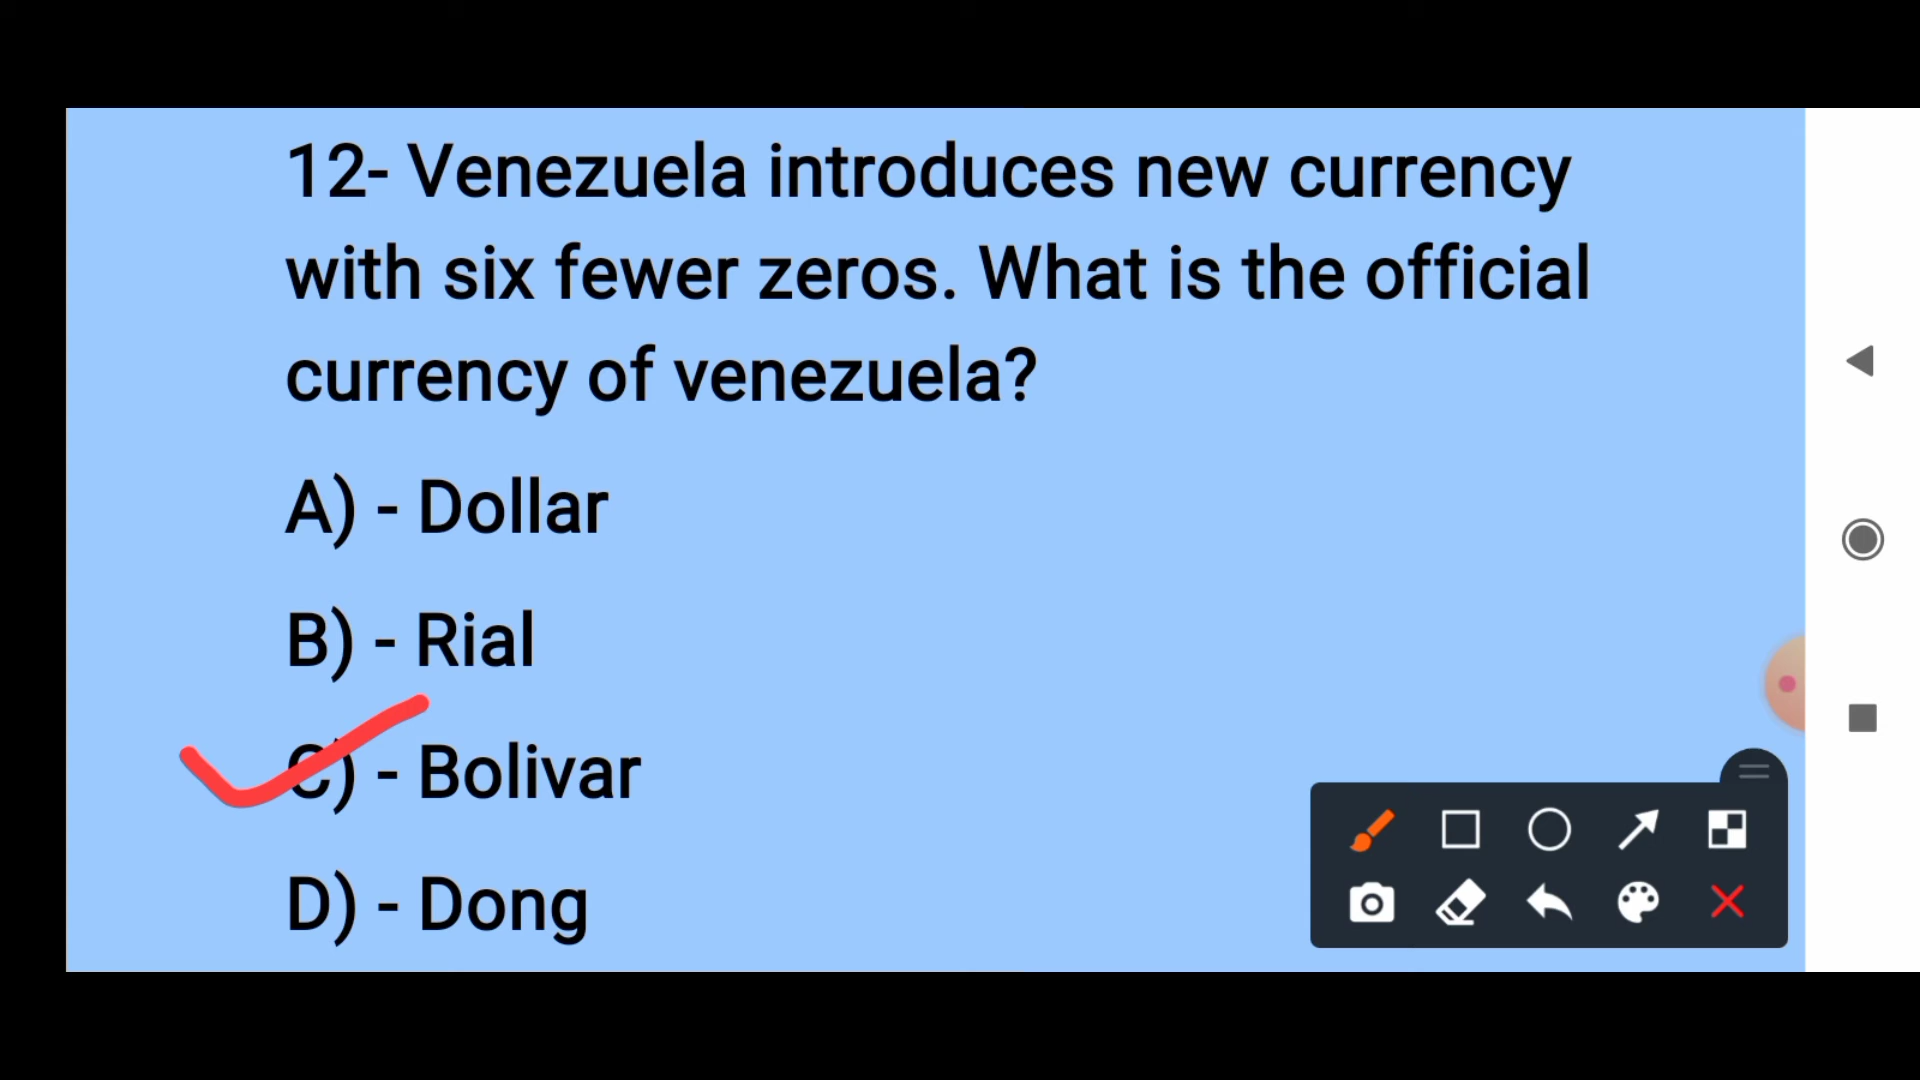 12- Venezuela introduces new currency
with six fewer zeros. What is the official
currency of venezuela?
A) - Dollar
B) - Rial
C) - Bolivar
D) - Dong